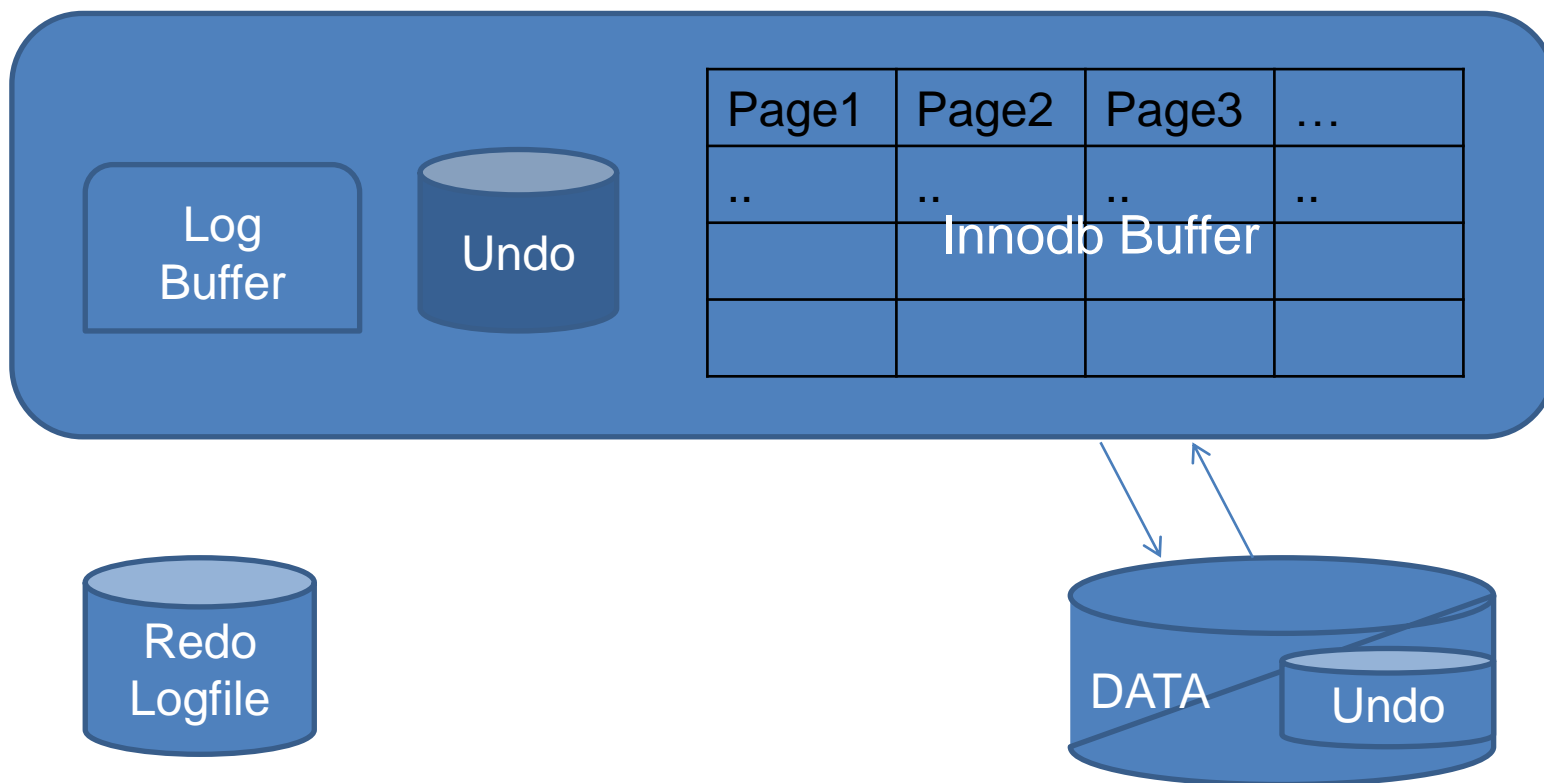 Page1 Page2 Page3 …
.. .. .. ..
Innodb Buffer
Log
Buffer
Undo
Redo
Logfile
DATA
Undo